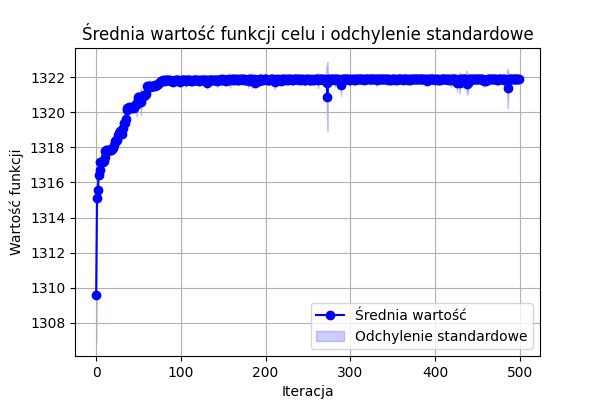 Średnia wartość funkcji celu i odchylenie standardowe
Wartość funkcji
1322
1320
1318
1316
1314
1312
1310
1308
0
100
200
300
400
500
Iteracja
Średnia wartość
Odchylenie standardowe